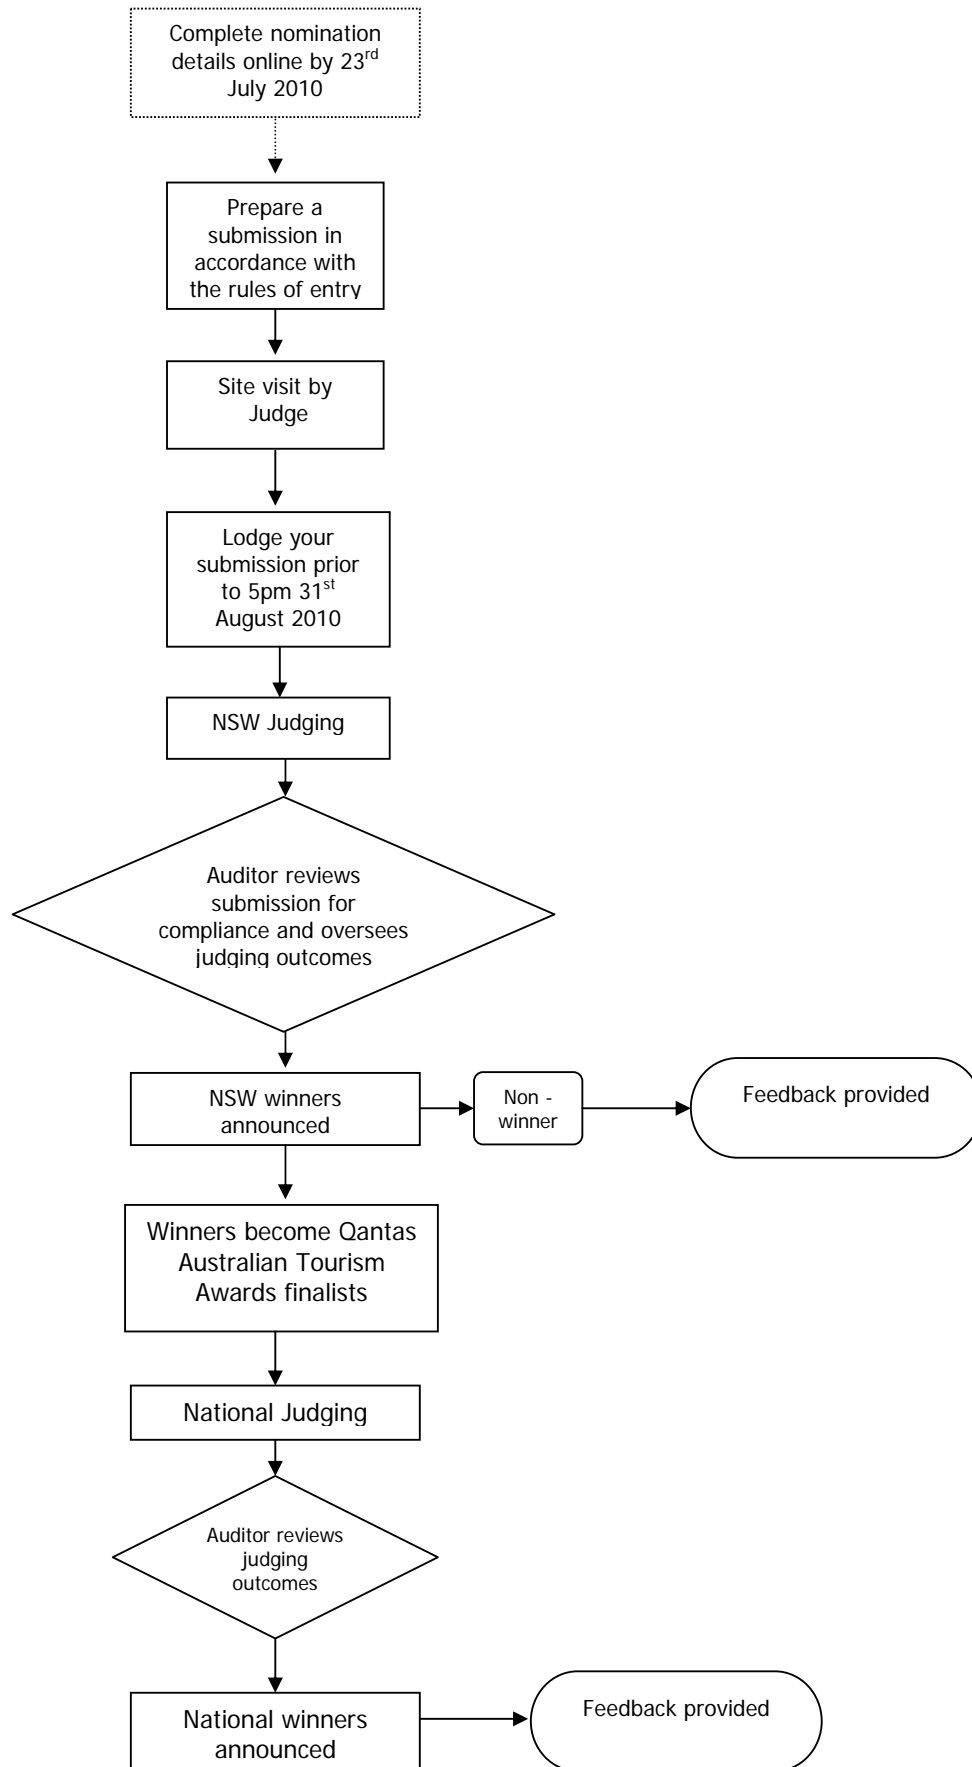 Complete nomination
details online by 23rd
July 2010
Prepare a
submission in
accordance with
the rules of entry
Site visit by
Judge
Lodge your
submission prior
to 5pm 31st
August 2010
NSW Judging
Auditor reviews
submission for
compliance and oversees
judging outcomes
NSW winners
announced
Non -
winner
Feedback provided
Winners become Qantas
Australian Tourism
Awards finalists
National Judging
Auditor reviews
judging
outcomes
National winners
announced
Feedback provided